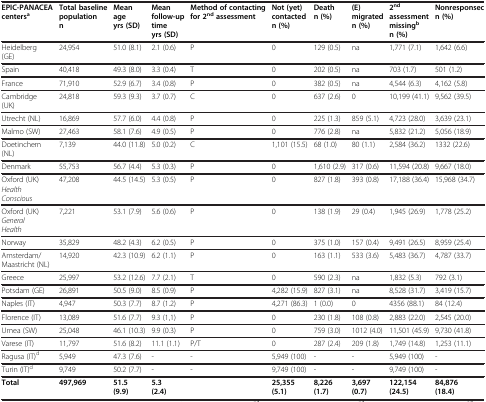 EPIC-PANACEA centersa Total baseline population n Mean age yrs (SD) Mean follow-up time yrs (SD) Method of contacting for 2nd assessment Not (yet) contacted n (%) Death n (%) (E) migrated n (%) 2nd assessment missingb n (%) Nonresponsec n (%)
Heidelberg (GE) 24,954 51.0 (8.1) 2.1 (0.6) P 0 129 (0.5) na 1,771 (7.1) 1,642 (6.6)
Spain 40,418 49.3 (8.0) 3.3 (0.4) T 0 202 (0.5) na 703 (1.7) 501 (1.2)
France 71,910 52.9 (6.7) 3.4 (0.8) P 0 382 (0.5) na 4,544 (6.3) 4,162 (5.8)
Cambridge (UK) 24,818 59.3 (9.3) 3.7 (0.7) C 0 637 (2.6) 0 10,199 (41.1) 9,562 (39.5)
Utrecht (NL) 16,869 57.7 (6.0) 4.4 (0.8) P 0 225 (1.3) 859 (5.1) 4,723 (28.0) 3,639 (23.1)
Malmo (SW) 27,463 58.1 (7.6) 4.9 (0.5) P 0 776 (2.8) na 5,832 (21.2) 5,056 (18.9)
Doetinchem (NL) 7,139 44.0 (11.8) 5.0 (0.2) C 1,101 (15.5) 68 (1.0) 80 (1.1) 2,584 (36.2) 1332 (22.6)
Denmark 55,753 56.7 (4.4) 5.3 (0.3) P 0 1,610 (2.9) 317 (0.6) 11,594 (20.8) 9,667 (18.0)
Oxford (UK) Health Conscious 47,208 44.5 (14.5) 5.3 (0.5) P 0 827 (1.8) 393 (0.8) 17,188 (36.4) 15,968 (34.7)
Oxford (UK) General Health 7,221 53.1 (7.9) 5.6 (0.6) P 0 138 (1.9) 29 (0.4) 1,945 (26.9) 1,778 (25.2)
Norway 35,829 48.2 (4.3) 6.2 (0.5) P 0 375 (1.0) 157 (0.4) 9,491 (26.5) 8,959 (25.4)
Amsterdam/ Maastricht (NL) 14,920 42.3 (10.9) 6.2 (1.1) P 0 163 (1.1) 533 (3.6) 5,483 (36.7) 4,787 (33.7)
Greece 25,997 53.2 (12.6) 7.7 (2.1) T 0 590 (2.3) na 1,832 (5.3) 792 (3.1)
Potsdam (GE) 26,891 50.5 (9.0) 8.5 (0.9) P 4,282 (15.9) 827 (3.1) na 8,528 (31.7) 3,419 (15.7)
Naples (IT) 4,947 50.3 (7.7) 8.7 (1.2) P 4,271 (86.3) 1 (0.0) 0 4356 (88.1) 84 (12.4)
Florence (IT) 13,089 51.6 (7.7) 9.3 (1,1) P 0 230 (1.8) 108 (0.8) 2,883 (22.0) 2,545 (20.0)
Umea (SW) 25,048 46.1 (10.3) 9.9 (0.3) P 0 759 (3.0) 1012 (4.0) 11,501 (45.9) 9,730 (41.8)
Varese (IT) 11,797 51.6 (8.2) 11.1 (1.1) P/T 0 287 (2.4) 209 (1.8) 1,749 (14.8) 1,253 (11.1)
Ragusa (IT)d 5,949 47.3 (7.6) - - 5,949 (100) - - 5,949 (100) -
Turin (IT)d 9,749 50.2 (7.7) - - 9,749 (100) - - 9,749 (100) -
Total 497,969 51.5 (9.9) 5.3 (2.4) 25,355 (5.1) 8,226 (1.7) 3,697 (0.7) 122,154 (24.5) 84,876 (18.4)